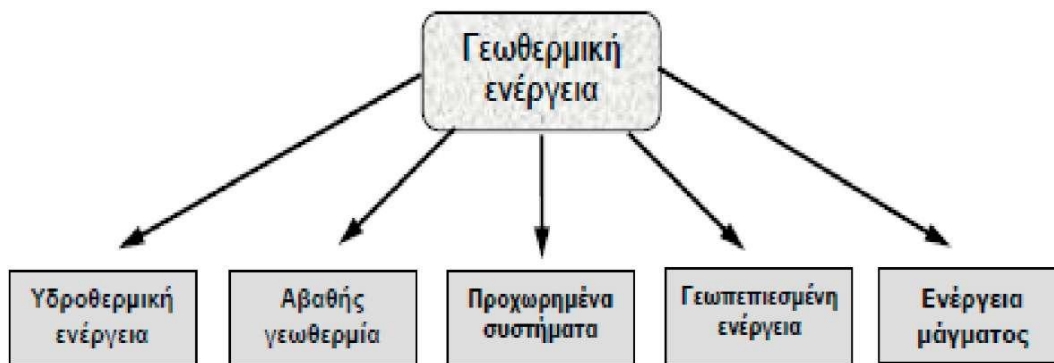 Γεωθερμική
ενέργεια
Υδροθερμική
ενέργεια
Αβαθής
γεωθερμία
Προχωρημένα
συστήματα
Γεωπεπιεσμένη
ενέργεια
Ενέργεια
μάγματος